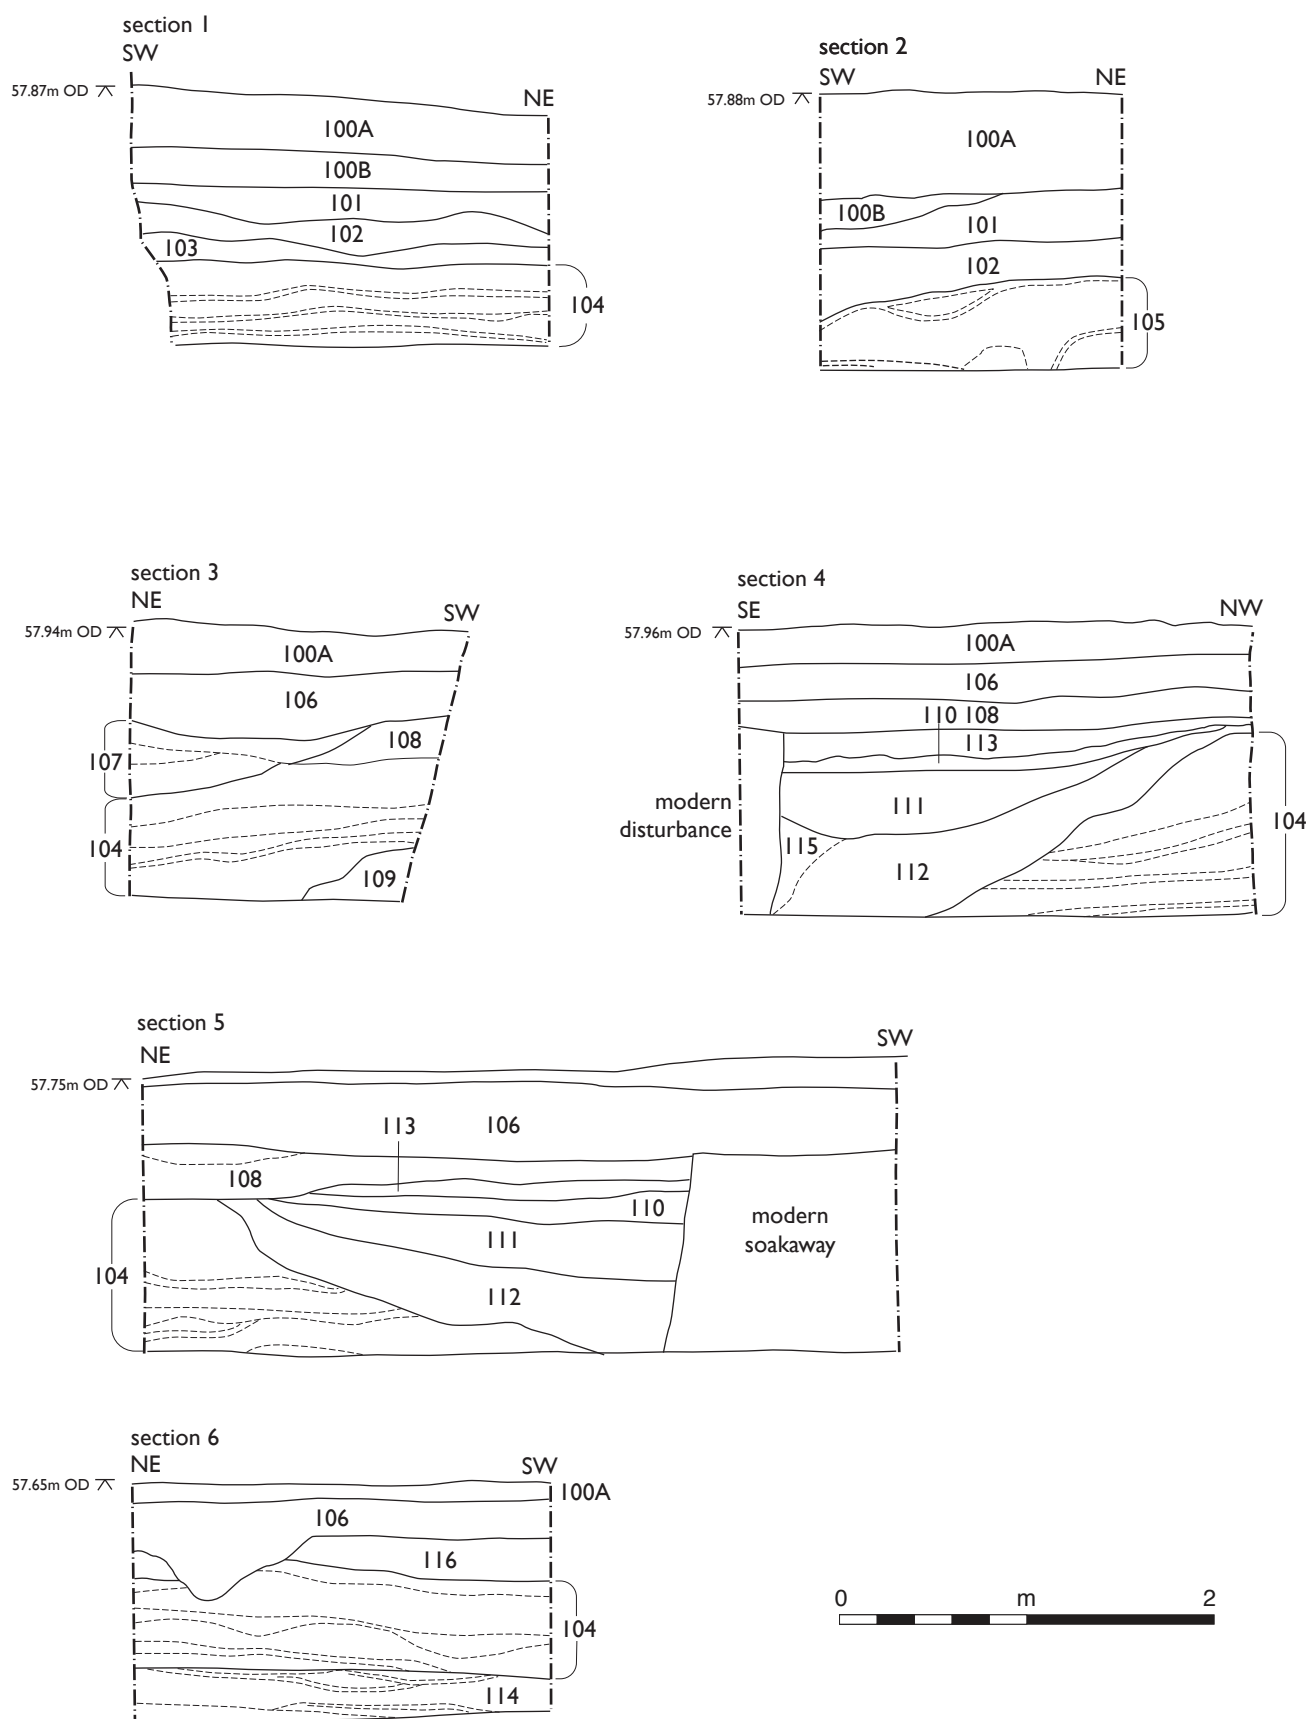 section 1
SW
57.87m OD
NE
100A
100B
101
102
103
104
section 2
SW
NE
57.88m OD
100A
100B
101
102
105
section 3
NE
SW
57.94m OD
100A
106
108
107
104
109
section 4
SE
NW
57.96m OD
100A
106
110 108
113
111
modern
disturbance
115
112
104
section 5
NE
SW
57.75m OD
113
106
108
110
111
modern
soakaway
104
112
section 6
NE
SW
57.65m OD
100A
106
116
104
114
0 m 2